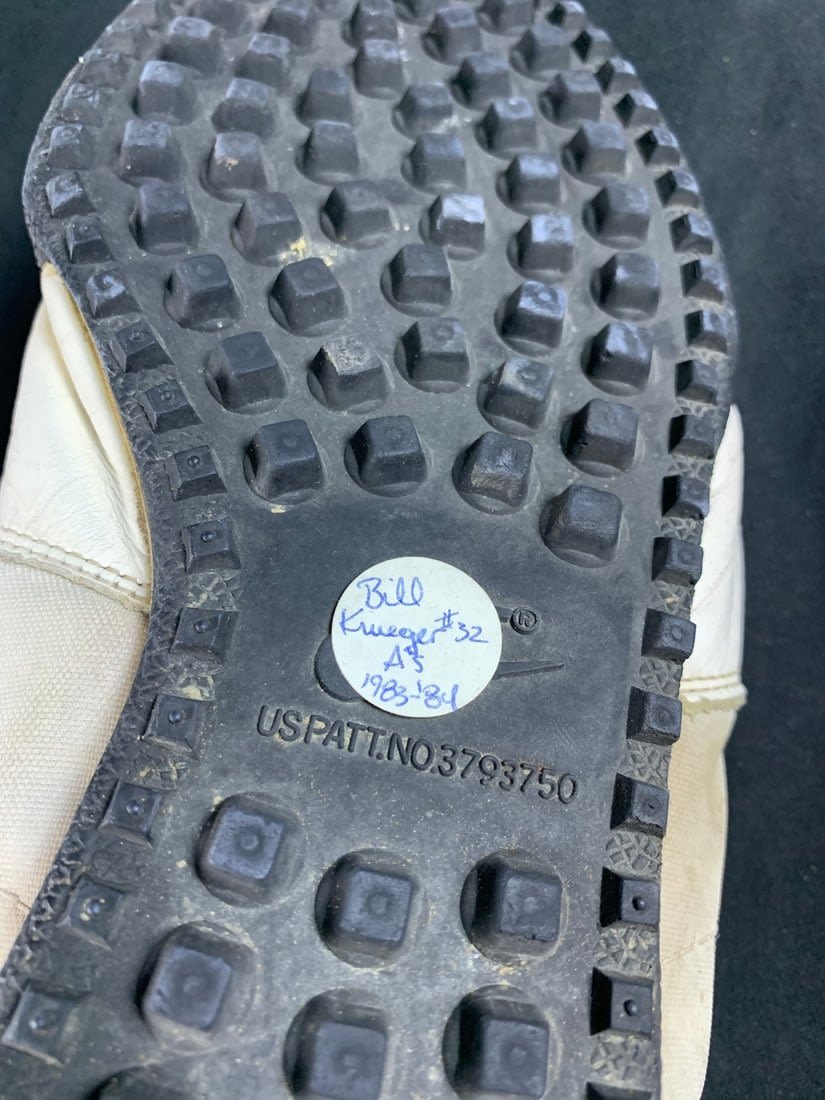 Bill
Krueger #32
A's
1983-'84
®
US PATT.NO.3793750